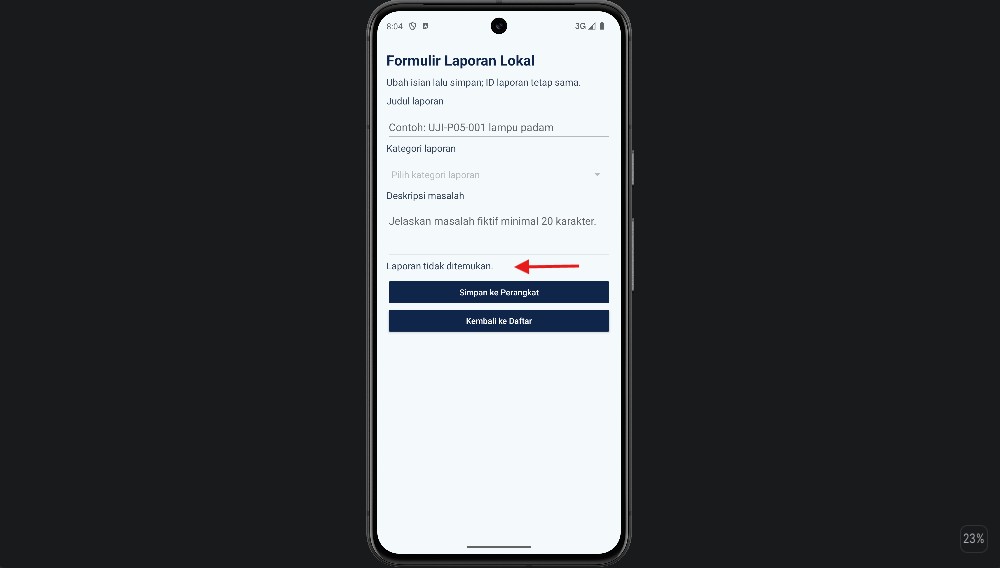 8:04
3G
Formulir Laporan Lokal
Ubah isian lalu simpan; ID laporan tetap sama.
Judul laporan
Contoh: UJI-P05-001 lampu padam
Kategori laporan
Pilih kategori laporan
Deskripsi masalah
Jelaskan masalah fiktif minimal 20 karakter.
Laporan tidak ditemukan.
Simpan ke Perangkat
Kembali ke Daftar
23%